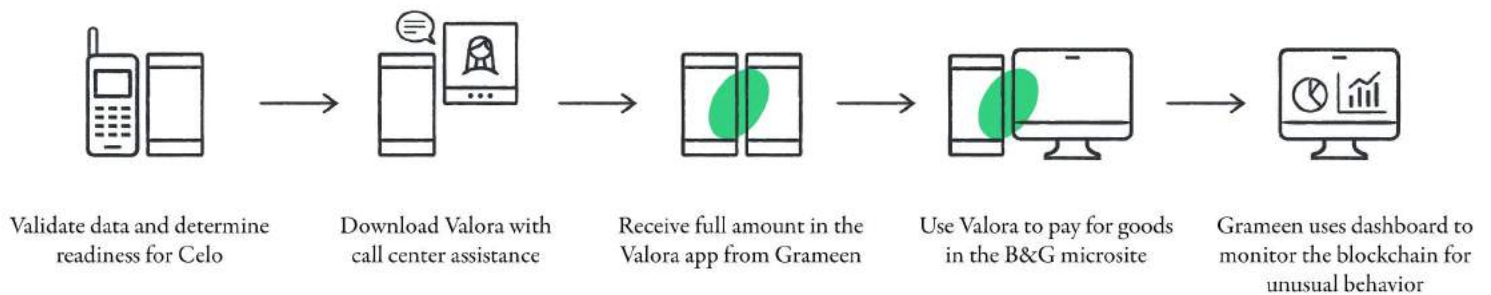 Validate data and determine
readiness for Celo
Download Valora with
call center assistance
Receive full amount in the
Valora app from Grameen
Use Valora to pay for goods
in the B&G microsite
Grameen uses dashboard to
monitor the blockchain for
unusual behavior